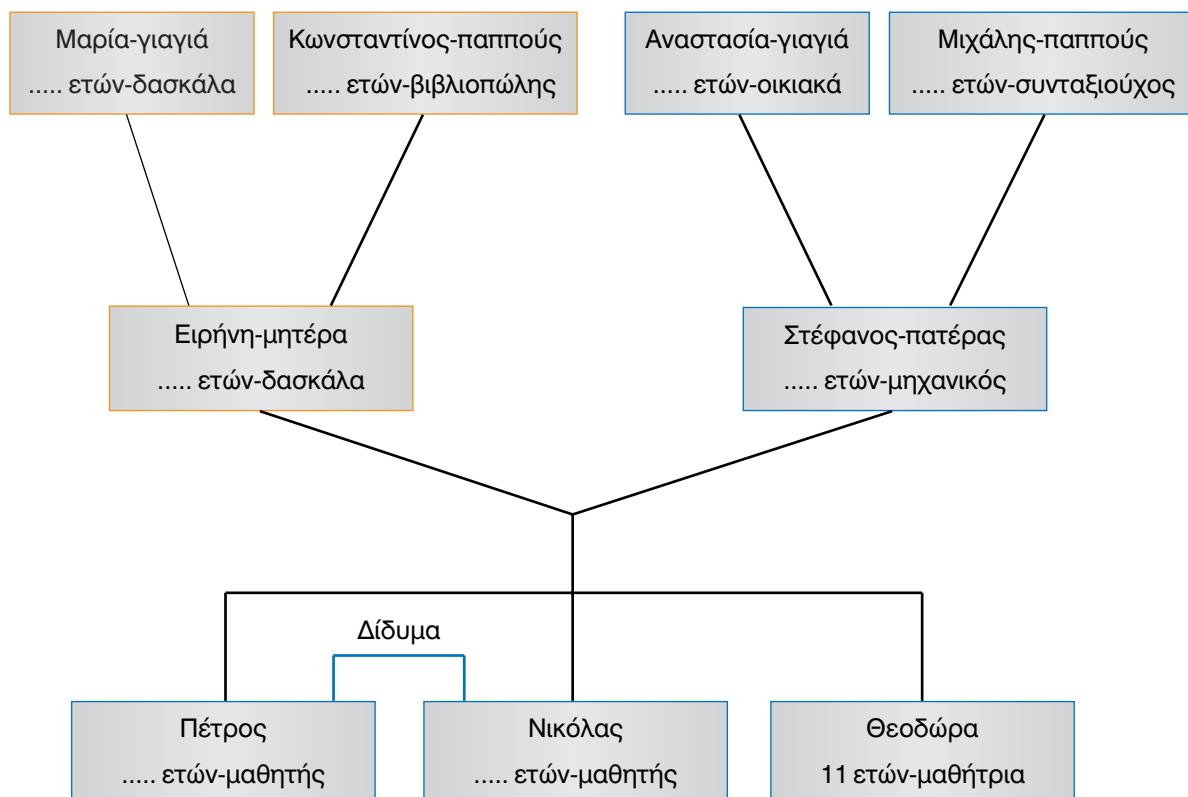 Μαρία-γιαγιά
..... ετών-δασκάλα
Κωνσταντίνος-παππούς
..... ετών-βιβλιοπώλης
Αναστασία-γιαγιά
..... ετών-οικιακά
Μιχάλης-παππούς
..... ετών-συνταξιούχος
Ειρήνη-μητέρα
..... ετών-δασκάλα
Στέφανος-πατέρας
..... ετών-μηχανικός
Δίδυμα
Πέτρος
..... ετών-μαθητής
Νικόλας
..... ετών-μαθητής
Θεοδώρα
11 ετών-μαθήτρια